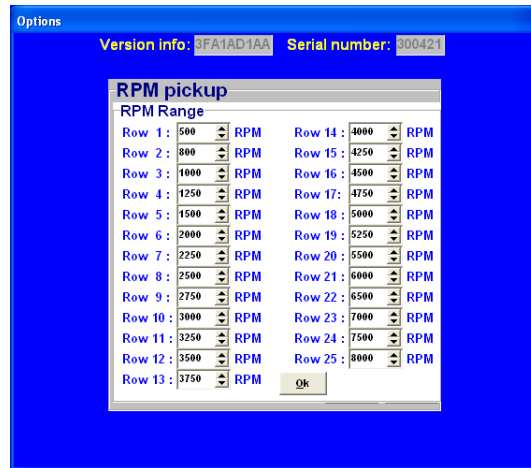 Options
Version info: 3FA1AD1AA Serial number: 300421
RPM pickup
RPM Range
Row 1 : 500 RPM
Row 2 : 800 RPM
Row 3 : 1000 RPM
Row 4 : 1250 RPM
Row 5 : 1500 RPM
Row 6 : 2000 RPM
Row 7 : 2250 RPM
Row 8 : 2500 RPM
Row 9 : 2750 RPM
Row 10 : 3000 RPM
Row 11 : 3250 RPM
Row 12 : 3500 RPM
Row 13 : 3750 RPM
Row 14 : 4000 RPM
Row 15 : 4250 RPM
Row 16 : 4500 RPM
Row 17: 4750 RPM
Row 18 : 5000 RPM
Row 19 : 5250 RPM
Row 20 : 5500 RPM
Row 21 : 6000 RPM
Row 22 : 6500 RPM
Row 23 : 7000 RPM
Row 24 : 7500 RPM
Row 25 : 8000 RPM
Ok